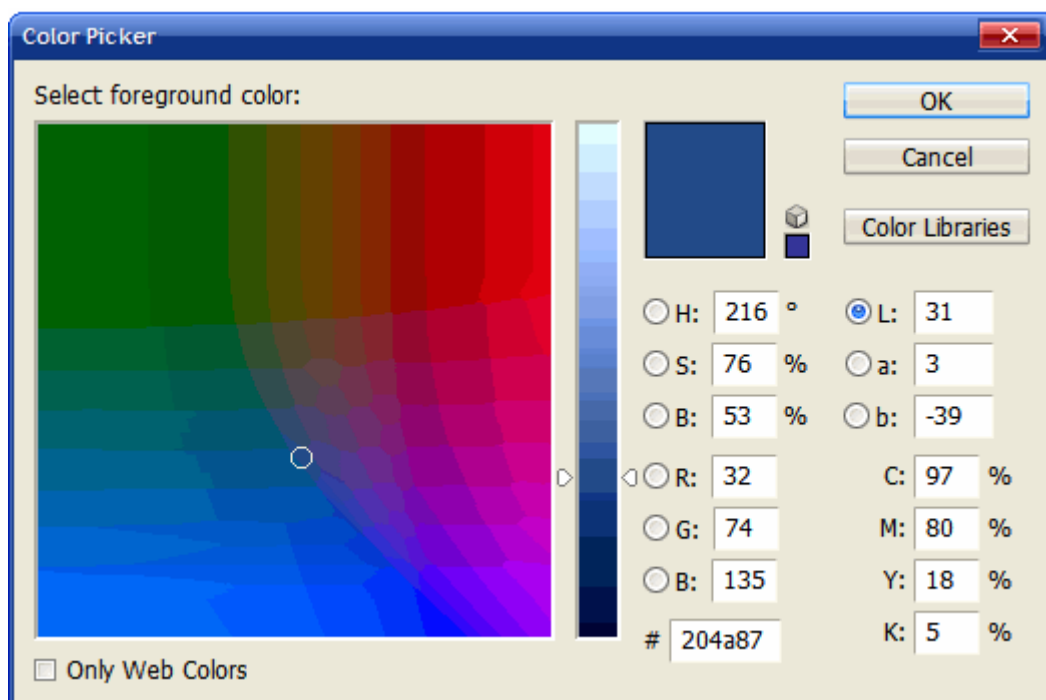 Color Picker
Select foreground color:
OK
Cancel
Color Libraries
H: 216 °
L: 31
S: 76 %
a: 3
B: 53 %
b: -39
R: 32
C: 97 %
G: 74
M: 80 %
B: 135
Y: 18 %
# 204a87
K: 5 %
Only Web Colors